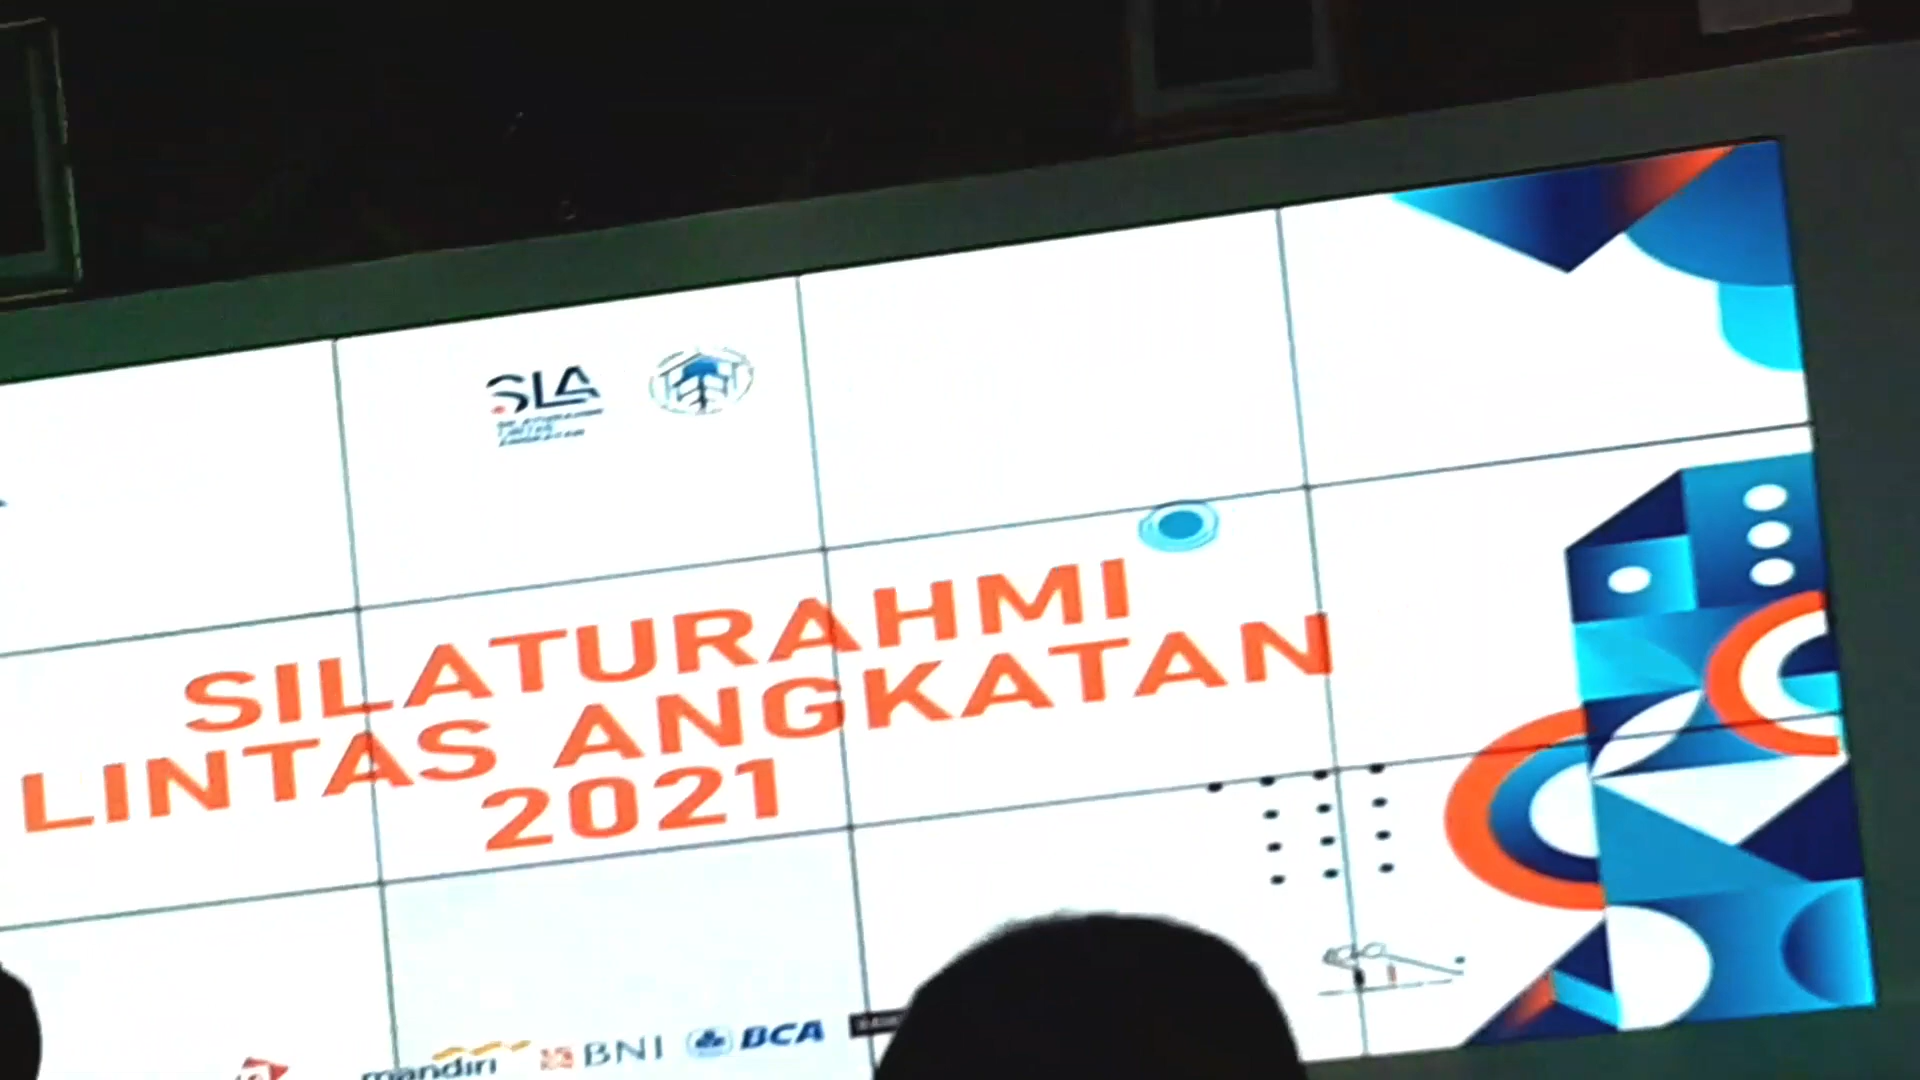 SLA
SILATURAHMI
LINTAS ANGKATAN
2021
mandiri
BNI
BCA